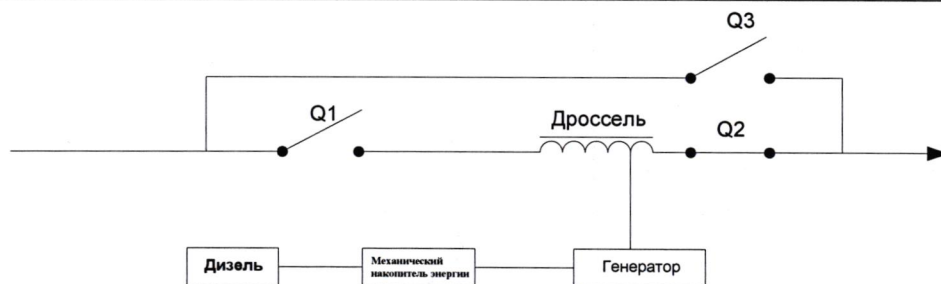 Q3
Q1
Дроссель
Q2
Дизель
Механический
накопитель энергии
Генератор